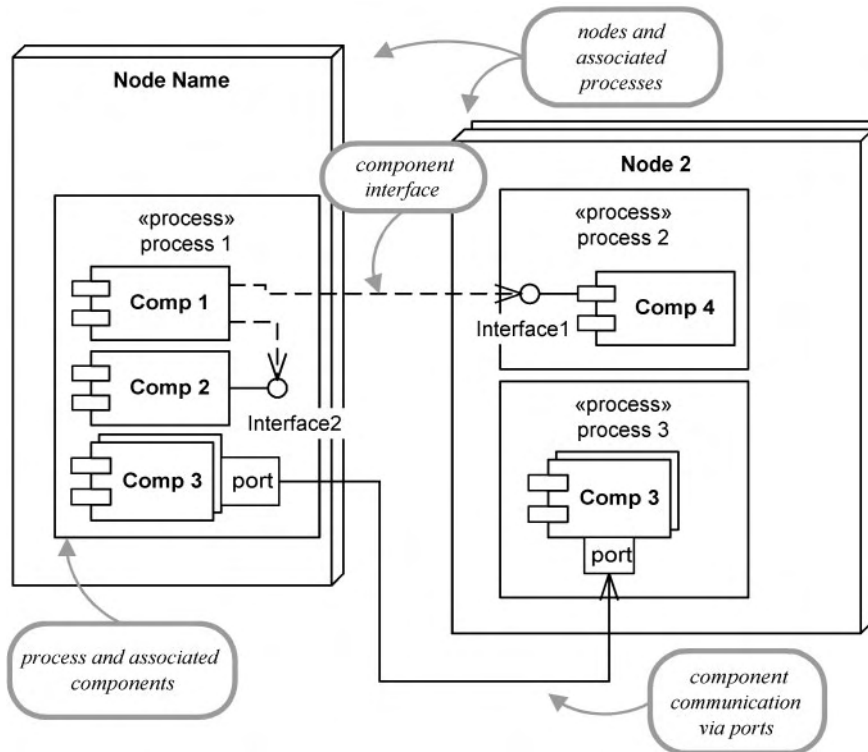 nodes and
associated
processes
Node Name
component
interface
Node 2
«process»
process 1
«process»
process 2
Comp 1
Comp 4
Interface1
Comp 2
Interface2
«process»
process 3
Comp 3
port
Comp 3
port
process and associated
components
component
communication
via ports